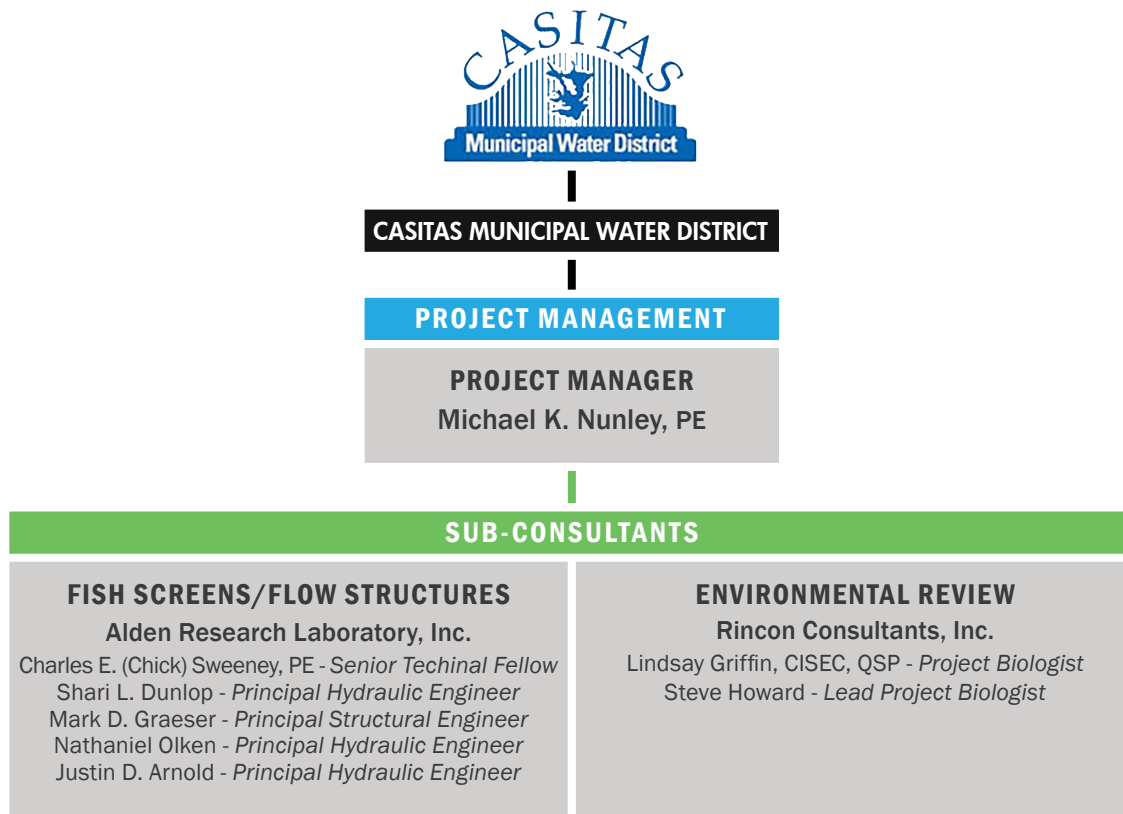 CASITAS
Municipal Water District
CASITAS MUNICIPAL WATER DISTRICT
PROJECT MANAGEMENT
PROJECT MANAGER
Michael K. Nunley, PE
SUB-CONSULTANTS
FISH SCREENS/FLOW STRUCTURES
Alden Research Laboratory, Inc.
Charles E. (Chick) Sweeney, PE - Senior Techinal Fellow
Shari L. Dunlop - Principal Hydraulic Engineer
Mark D. Graeser - Principal Structural Engineer
Nathaniel Olken - Principal Hydraulic Engineer
Justin D. Arnold - Principal Hydraulic Engineer
ENVIRONMENTAL REVIEW
Rincon Consultants, Inc.
Lindsay Griffin, CISEC, QSP - Project Biologist
Steve Howard - Lead Project Biologist